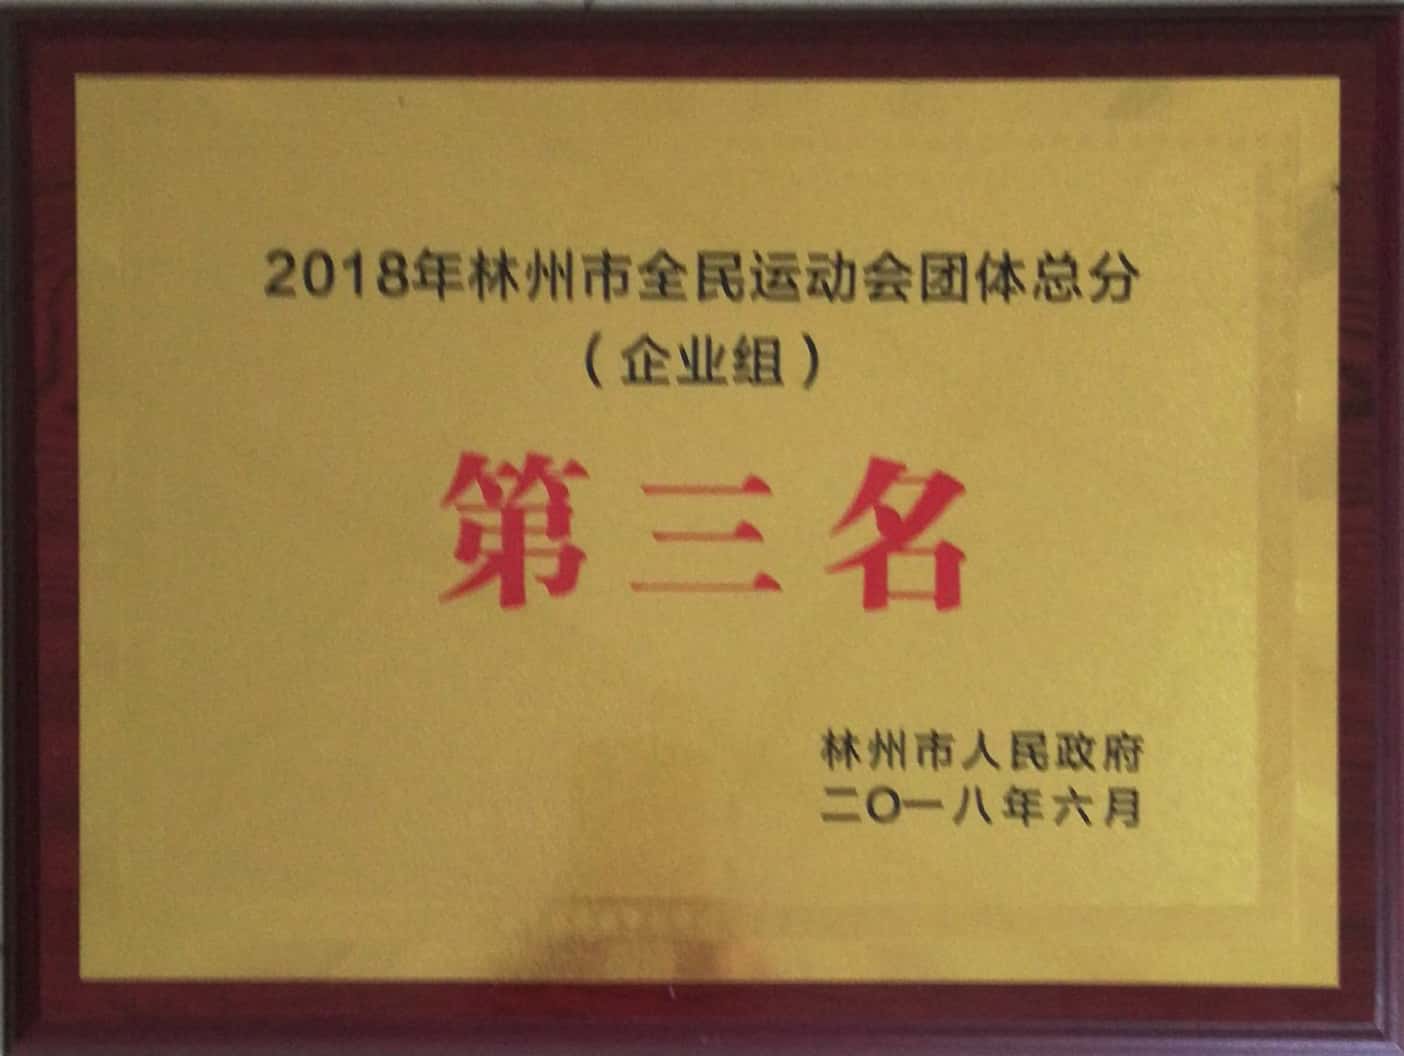 2018年林州市全民运动会团体总分
（企业组）
第三名
林州市人民政府
二〇一八年六月